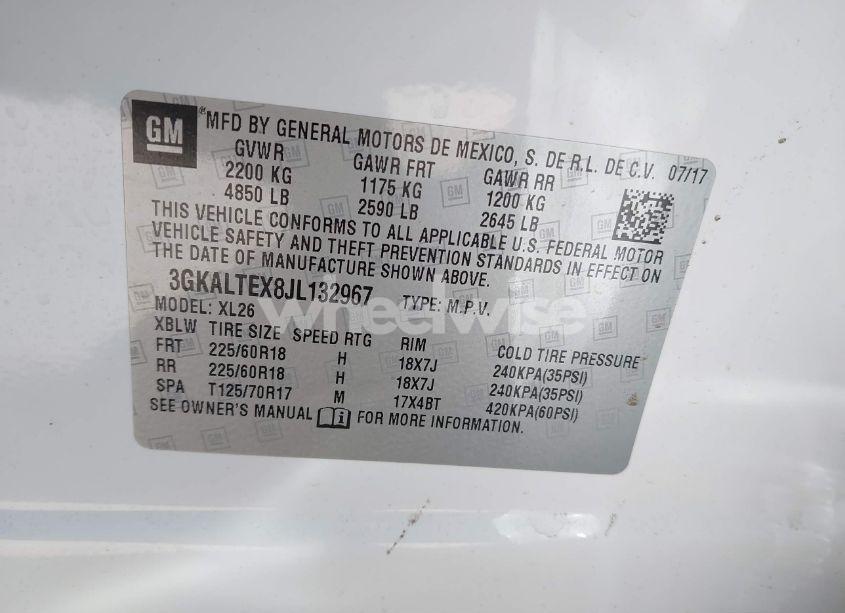 GM ® MFD BY GENERAL MOTORS DE MEXICO, S. DE R.L. DE C.V. 07/17
GVWR GAWR FRT GAWR RR
2200 KG 1175 KG 1200 KG
4850 LB 2590 LB 2645 LB
THIS VEHICLE CONFORMS TO ALL APPLICABLE U.S. FEDERAL MOTOR
VEHICLE SAFETY AND THEFT PREVENTION STANDARDS IN EFFECT ON
THE DATE OF MANUFACTURE SHOWN ABOVE.
3GKALTEX8JL132967 TYPE: M.P.V.
MODEL: XL26
wheelwise
XBLW TIRE SIZE SPEED RTG RIM COLD TIRE PRESSURE
FRT 225/60R18 H 18X7J 240KPA(35PSI)
RR 225/60R18 H 18X7J 240KPA(35PSI)
SPA T125/70R17 M 17X4BT 420KPA(60PSI)
SEE OWNER'S MANUAL FOR MORE INFORMATION.